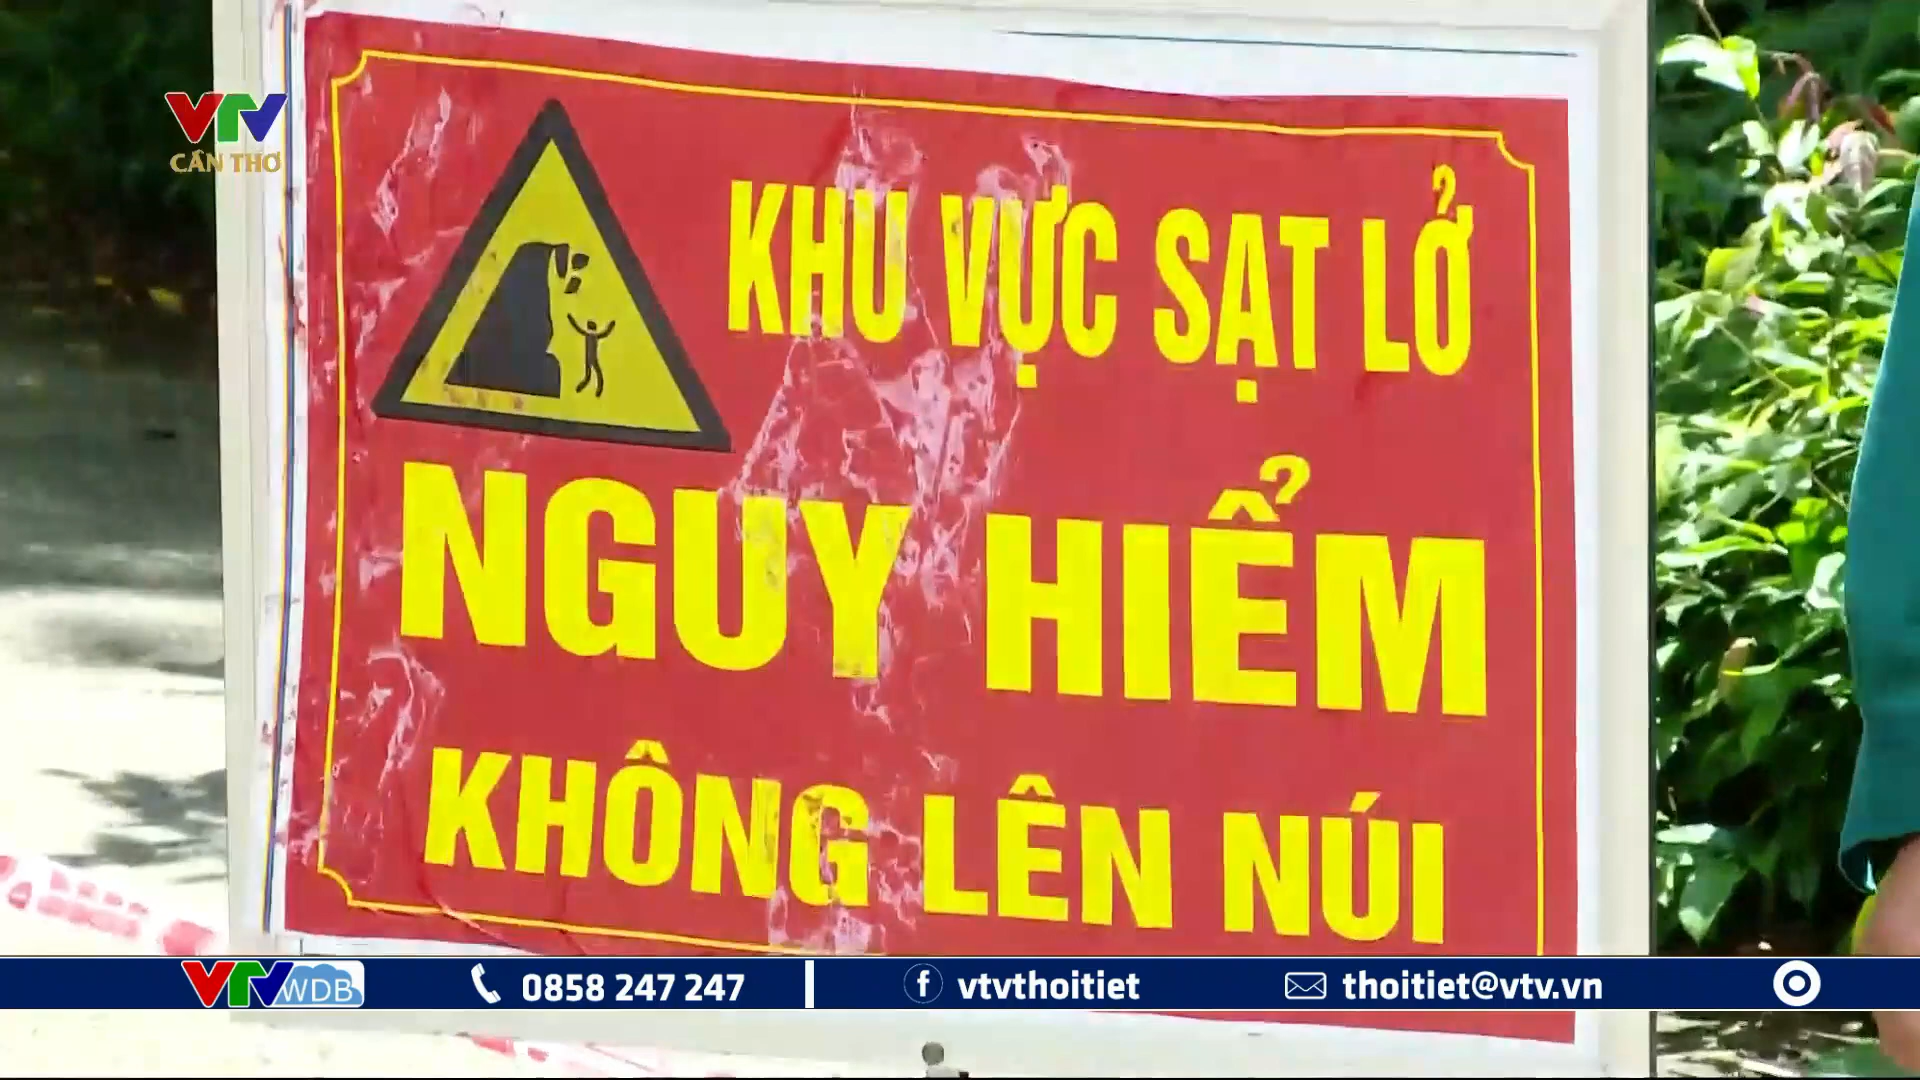 VTV
CẦN THƠ
KHU VỰC SẠT LỞ
NGUY HIỂM
KHÔNG LÊN NÚI
VTV WDB 0858 247 247 vtvthoitiet thoitiet@vtv.vn